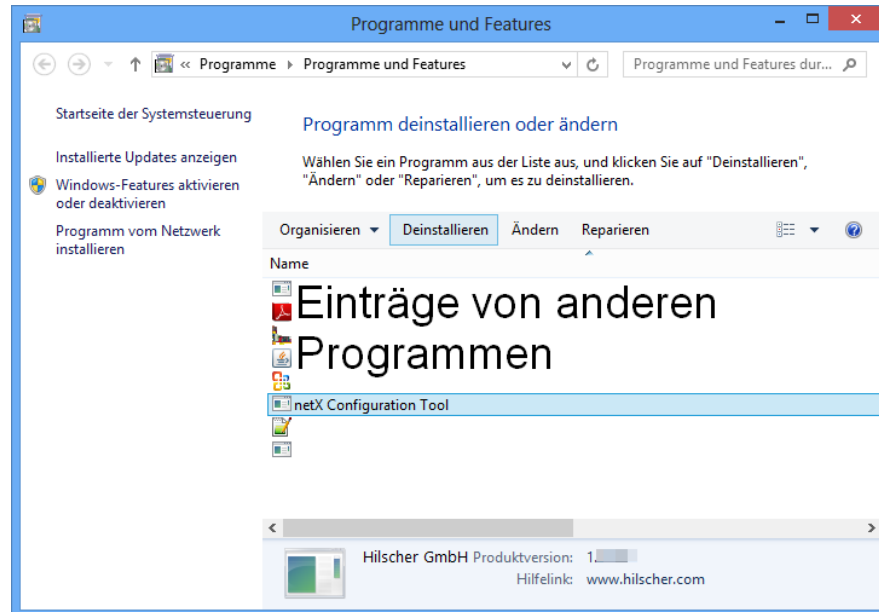 Programme und Features
« Programme ▸ Programme und Features
Programme und Features dur...
Startseite der Systemsteuerung
Installierte Updates anzeigen
Windows-Features aktivieren
oder deaktivieren
Programm vom Netzwerk
installieren
Programm deinstallieren oder ändern
Wählen Sie ein Programm aus der Liste aus, und klicken Sie auf "Deinstallieren",
"Ändern" oder "Reparieren", um es zu deinstallieren.
Organisieren Deinstallieren Ändern Reparieren
Name
Einträge von anderen
Programmen
netX Configuration Tool
Hilscher GmbH Produktversion: 1.
Hilfelink: www.hilscher.com